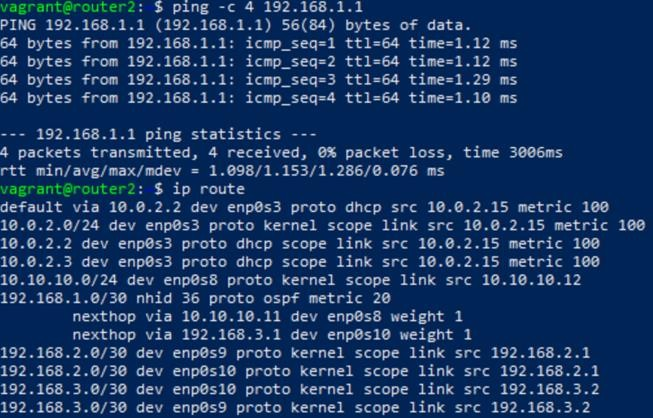 vagrant@router2: $ ping -c 4 192.168.1.1
PING 192.168.1.1 (192.168.1.1) 56(84) bytes of data.
64 bytes from 192.168.1.1: icmp_seq=1 ttl=64 time=1.12 ms
64 bytes from 192.168.1.1: icmp_seq=2 ttl=64 time=1.12 ms
64 bytes from 192.168.1.1: icmp_seq=3 ttl=64 time=1.29 ms
64 bytes from 192.168.1.1: icmp_seq=4 ttl=64 time=1.10 ms

--- 192.168.1.1 ping statistics ---
4 packets transmitted, 4 received, 0% packet loss, time 3006ms
rtt min/avg/max/mdev = 1.098/1.153/1.286/0.076 ms
vagrant@router2: $ ip route
default via 10.0.2.2 dev enp0s3 proto dhcp src 10.0.2.15 metric 100
10.0.2.0/24 dev enp0s3 proto kernel scope link src 10.0.2.15 metric 100
10.0.2.2 dev enp0s3 proto dhcp scope link src 10.0.2.15 metric 100
10.0.2.3 dev enp0s3 proto dhcp scope link src 10.0.2.15 metric 100
10.10.10.0/24 dev enp0s8 proto kernel scope link src 10.10.10.12
192.168.1.0/30 nhid 36 proto ospf metric 20
        nexthop via 10.10.10.11 dev enp0s8 weight 1
        nexthop via 192.168.3.1 dev enp0s10 weight 1
192.168.2.0/30 dev enp0s9 proto kernel scope link src 192.168.2.1
192.168.2.0/30 dev enp0s10 proto kernel scope link src 192.168.2.1
192.168.3.0/30 dev enp0s10 proto kernel scope link src 192.168.3.2
192.168.3.0/30 dev enp0s9 proto kernel scope link src 192.168.3.2